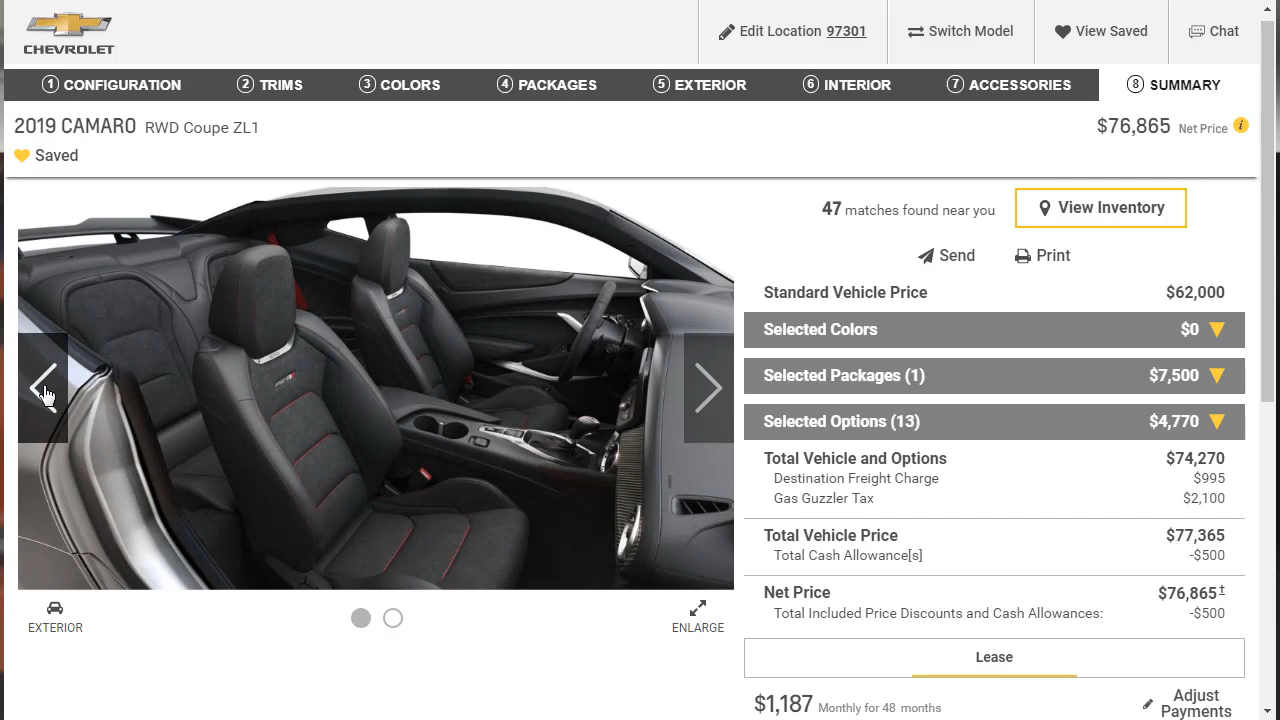 CHEVROLET
Edit Location 97301
Switch Model
View Saved
Chat
1 CONFIGURATION
2 TRIMS
3 COLORS
4 PACKAGES
5 EXTERIOR
6 INTERIOR
7 ACCESSORIES
8 SUMMARY
2019 CAMARO RWD Coupe ZL1
$76,865 Net Price i
Saved
47 matches found near you
View Inventory
Send
Print
Standard Vehicle Price $62,000
Selected Colors $0
Selected Packages (1) $7,500
Selected Options (13) $4,770
Total Vehicle and Options $74,270
Destination Freight Charge $995
Gas Guzzler Tax $2,100
Total Vehicle Price $77,365
Total Cash Allowance[s] -$500
Net Price $76,865†
Total Included Price Discounts and Cash Allowances: -$500
EXTERIOR
ENLARGE
Lease
$1,187 Monthly for 48 months
Adjust
Payments